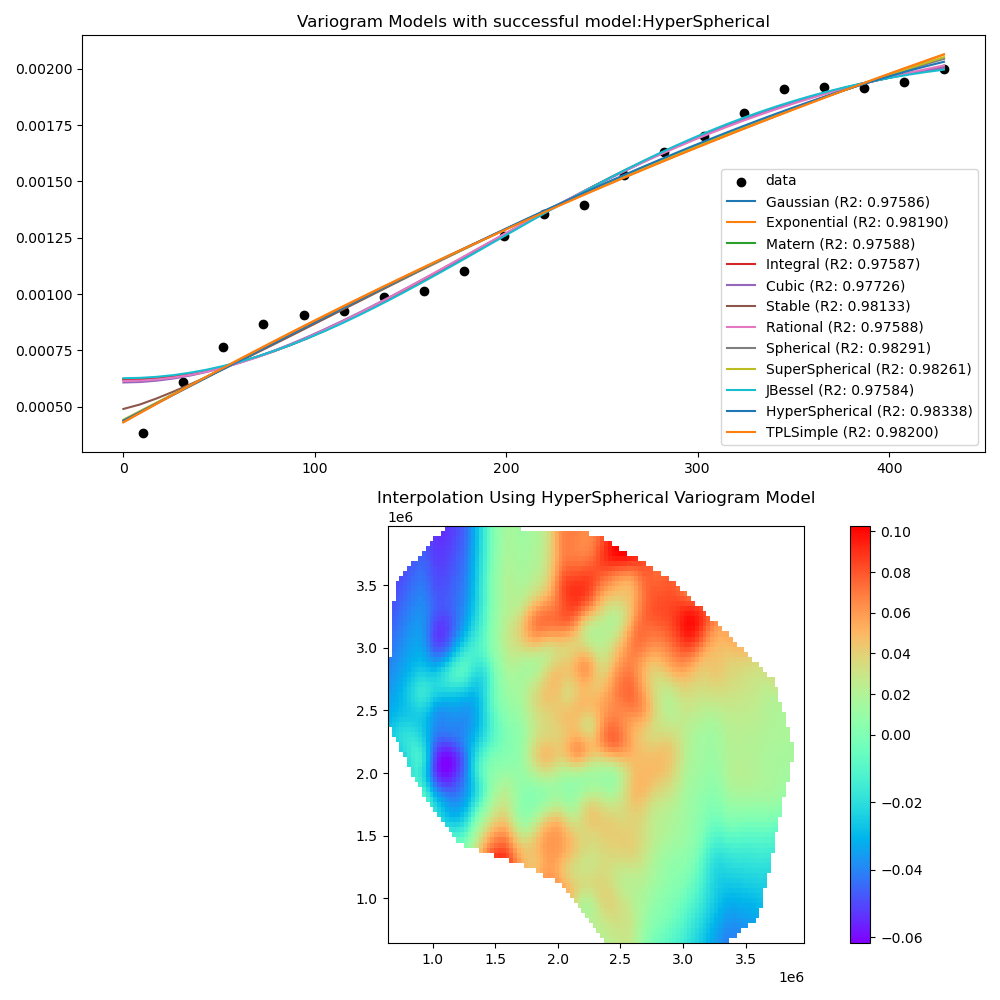 Variogram Models with successful model:HyperSpherical
0.00200
0.00175
0.00150
0.00125
0.00100
0.00075
0.00050
data
Gaussian (R2: 0.97586)
Exponential (R2: 0.98190)
Matern (R2: 0.97588)
Integral (R2: 0.97587)
Cubic (R2: 0.97726)
Stable (R2: 0.98133)
Rational (R2: 0.97588)
Spherical (R2: 0.98291)
SuperSpherical (R2: 0.98261)
JBessel (R2: 0.97584)
HyperSpherical (R2: 0.98338)
TPLSimple (R2: 0.98200)
0 100 200 300 400
Interpolation Using HyperSpherical Variogram Model
1e6
3.5
3.0
2.5
2.0
1.5
1.0
1.0 1.5 2.0 2.5 3.0 3.5
1e6
0.10
0.08
0.06
0.04
0.02
0.00
−0.02
−0.04
−0.06